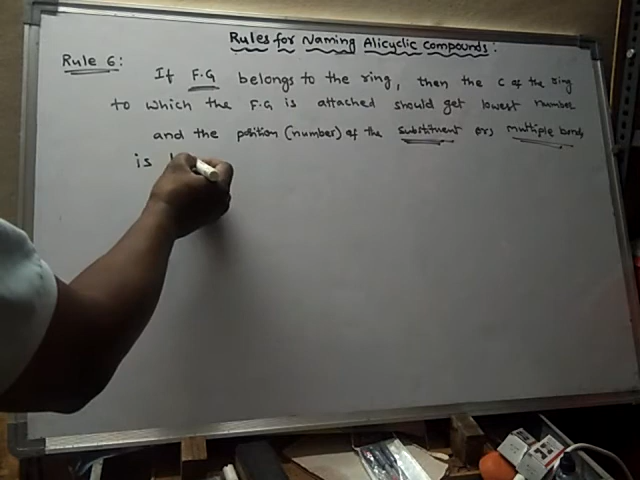 Rules for Naming Alicyclic Compounds:
Rule 6:
If F.G belongs to the ring, then the C of the ring
to which the F.G is attached should get lowest number
and the position (number) of the substituent or multiple bonds
is